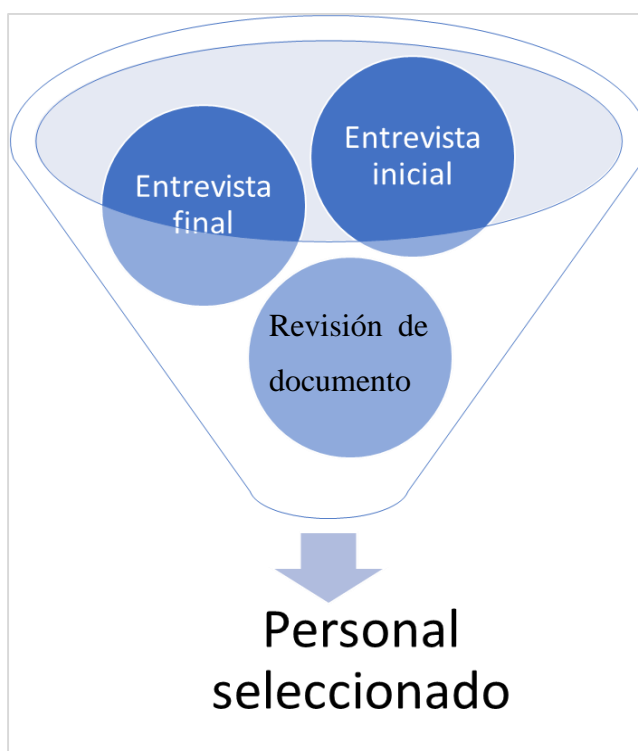 Entrevista
inicial
Entrevista
final
Revisión de
documento
Personal
seleccionado